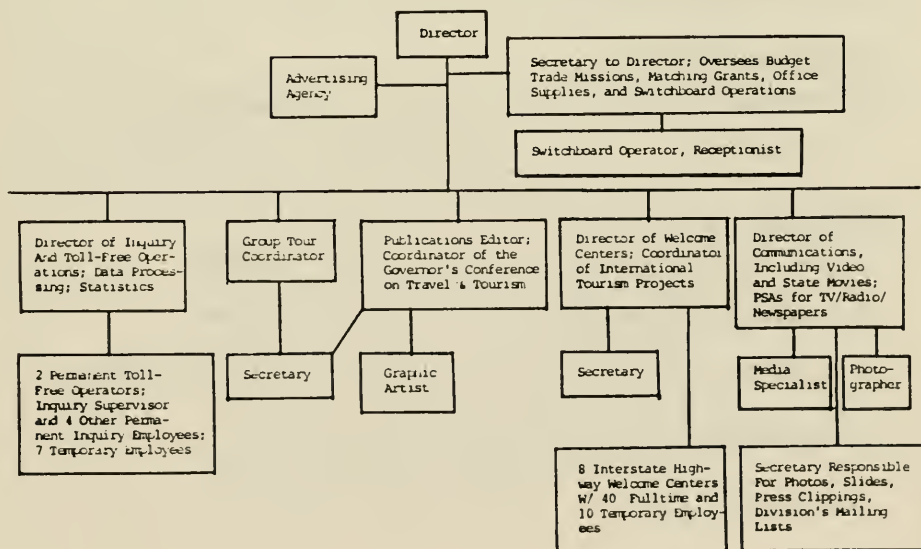 Director
Advertising
Agency
Secretary to Director; Oversees Budget
Trade Missions, Matching Grants, Office
Supplies, and Switchboard Operations
Switchboard Operator, Receptionist
Director of Inquiry
And Toll-Free Oper-
ations; Data Proces-
sing; Statistics
Group Tour
Coordinator
Publications Editor;
Coordinator of the
Governor's Conference
on Travel & Tourism
Director of Welcome
Centers; Coordinator
of International
Tourism Projects
Director of
Communications,
Including Video
and State Movies;
PSAs for TV/Radio/
Newspapers
2 Permanent Toll-
Free Operators;
Inquiry Supervisor
and 4 Other Perma-
nent Inquiry Employees;
7 Temporary Employees
Secretary
Graphic
Artist
Secretary
Media
Specialist
Photo-
grapher
8 Interstate High-
way Welcome Centers
W/ 40 Fulltime and
10 Temporary Employ-
ees
Secretary Responsible
For Photos, Slides,
Press Clippings,
Division's Mailing
Lists